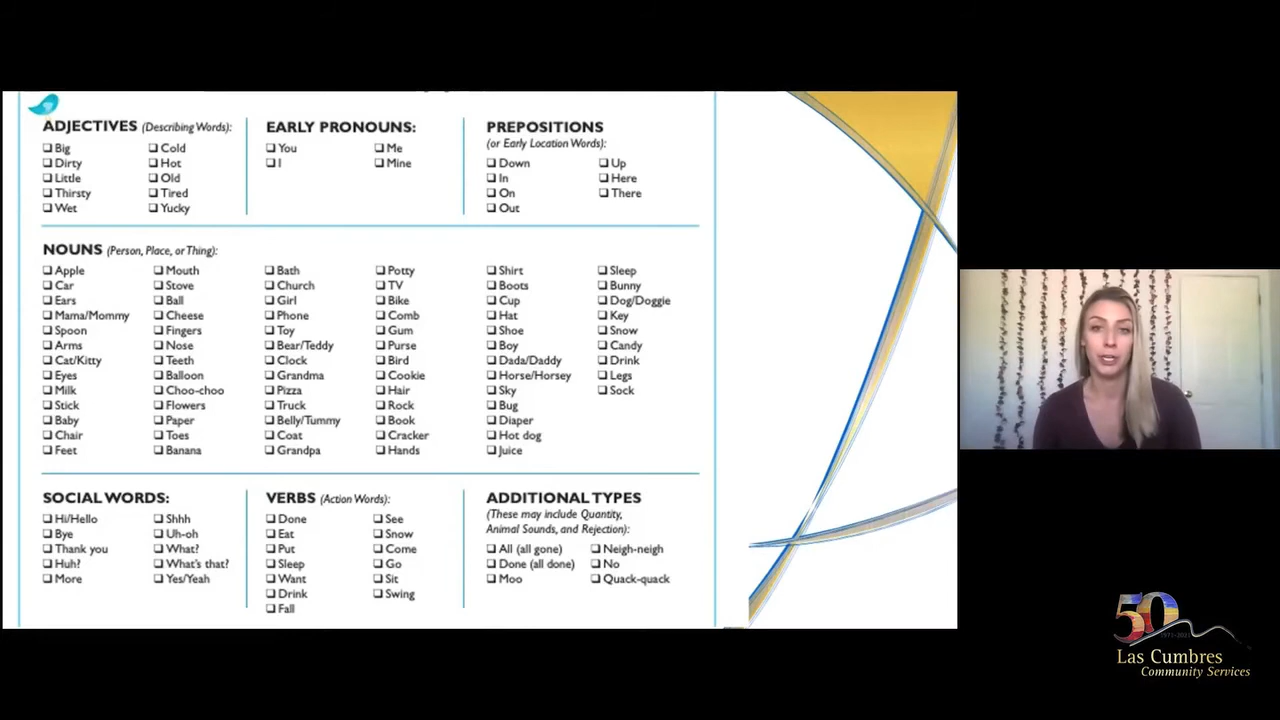 ADJECTIVES (Describing Words):
❑ Big
❑ Dirty
❑ Little
❑ Thirsty
❑ Wet
❑ Cold
❑ Hot
❑ Old
❑ Tired
❑ Yucky
EARLY PRONOUNS:
❑ You
❑ I
❑ Me
❑ Mine
PREPOSITIONS
(or Early Location Words):
❑ Down
❑ In
❑ On
❑ Out
❑ Up
❑ Here
❑ There
NOUNS (Person, Place, or Thing):
❑ Apple
❑ Car
❑ Ears
❑ Mama/Mommy
❑ Spoon
❑ Arms
❑ Cat/Kitty
❑ Eyes
❑ Milk
❑ Stick
❑ Baby
❑ Chair
❑ Feet
❑ Mouth
❑ Stove
❑ Ball
❑ Cheese
❑ Fingers
❑ Nose
❑ Teeth
❑ Balloon
❑ Choo-choo
❑ Flowers
❑ Paper
❑ Toes
❑ Banana
❑ Bath
❑ Church
❑ Girl
❑ Phone
❑ Toy
❑ Bear/Teddy
❑ Clock
❑ Grandma
❑ Pizza
❑ Truck
❑ Belly/Tummy
❑ Coat
❑ Grandpa
❑ Potty
❑ TV
❑ Bike
❑ Comb
❑ Gum
❑ Purse
❑ Bird
❑ Cookie
❑ Hair
❑ Rock
❑ Book
❑ Cracker
❑ Hands
❑ Shirt
❑ Boots
❑ Cup
❑ Hat
❑ Shoe
❑ Boy
❑ Dada/Daddy
❑ Horse/Horsey
❑ Sky
❑ Bug
❑ Diaper
❑ Hot dog
❑ Juice
❑ Sleep
❑ Bunny
❑ Dog/Doggie
❑ Key
❑ Snow
❑ Candy
❑ Drink
❑ Legs
❑ Sock
SOCIAL WORDS:
❑ Hi/Hello
❑ Bye
❑ Thank you
❑ Huh?
❑ More
❑ Shhh
❑ Uh-oh
❑ What?
❑ What's that?
❑ Yes/Yeah
VERBS (Action Words):
❑ Done
❑ Eat
❑ Put
❑ Sleep
❑ Want
❑ Drink
❑ Fall
❑ See
❑ Snow
❑ Come
❑ Go
❑ Sit
❑ Swing
ADDITIONAL TYPES
(These may include Quantity,
Animal Sounds, and Rejection):
❑ All (all gone)
❑ Done (all done)
❑ Moo
❑ Neigh-neigh
❑ No
❑ Quack-quack
50
1971-2021
Las Cumbres
Community Services